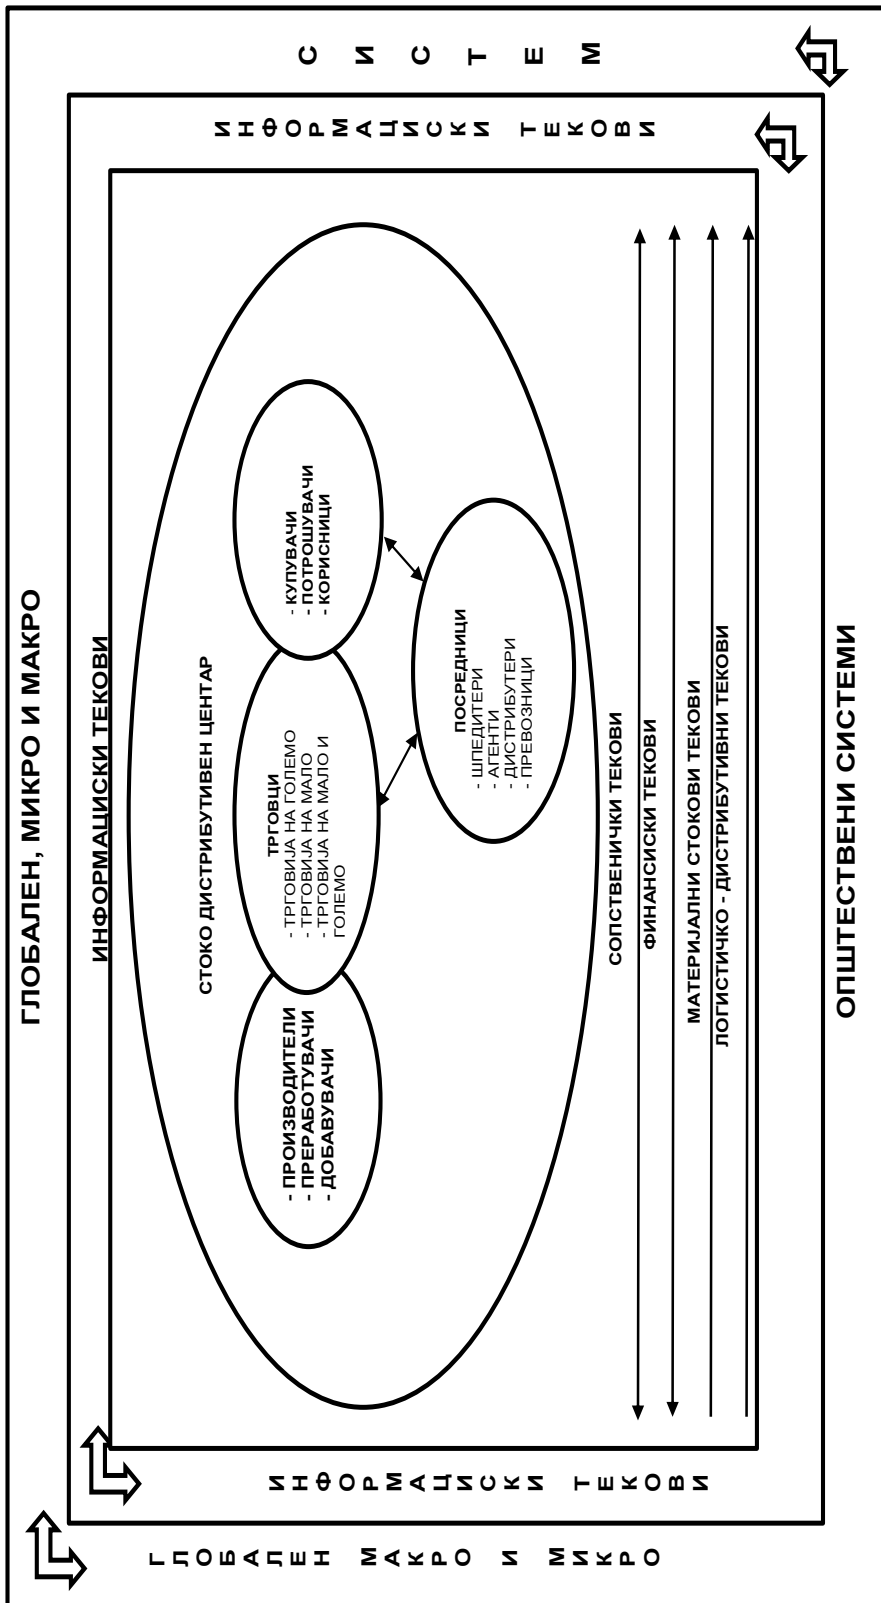 ГЛОБАЛЕН, МИКРО И МАКРО
ИНФОРМАЦИСКИ ТЕКОВИ
ГЛОБАЛЕН МАКРО И МИКРО
ИНФОРМАЦИСКИ ТЕКОВИ
СТОКО ДИСТРИБУТИВЕН ЦЕНТАР
- ПРОИЗВОДИТЕЛИ
- ПРЕРАБОТУВАЧИ
- ДОБАВУВАЧИ
ТРГОВЦИ
- ТРГОВИЈА НА ГОЛЕМО
- ТРГОВИЈА НА МАЛО
- ТРГОВИЈА НА МАЛО И
ГОЛЕМО
- КУПУВАЧИ
- ПОТРОШУВАЧИ
- КОРИСНИЦИ
ПОСРЕДНИЦИ
- ШПЕДИТЕРИ
- АГЕНТИ
- ДИСТРИБУТЕРИ
- ПРЕВОЗНИЦИ
СОПСТВЕНИЧКИ ТЕКОВИ
ФИНАНСИСКИ ТЕКОВИ
МАТЕРИЈАЛНИ СТОКОВИ ТЕКОВИ
ЛОГИСТИЧКО - ДИСТРИБУТИВНИ ТЕКОВИ
ИНФОРМАЦИСКИ ТЕКОВИ
СИСТЕМ
ОПШТЕСТВЕНИ СИСТЕМИ